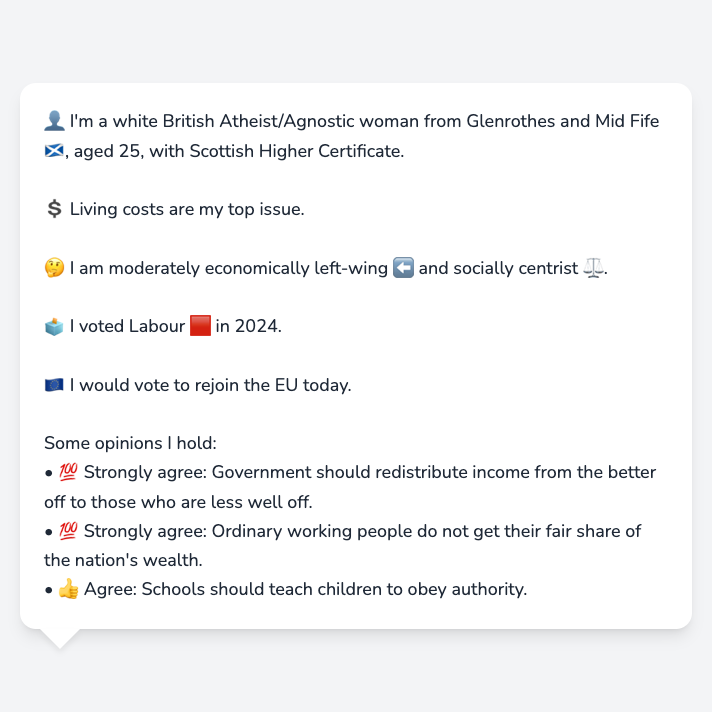 👤 I'm a white British Atheist/Agnostic woman from Glenrothes and Mid Fife
🏴󠁧󠁢󠁳󠁣󠁴󠁿, aged 25, with Scottish Higher Certificate.
💲 Living costs are my top issue.
🤔 I am moderately economically left-wing ⬅️ and socially centrist ⚖️.
🗳️ I voted Labour 🟥 in 2024.
🇪🇺 I would vote to rejoin the EU today.
Some opinions I hold:
• 💯 Strongly agree: Government should redistribute income from the better
off to those who are less well off.
• 💯 Strongly agree: Ordinary working people do not get their fair share of
the nation's wealth.
• 👍 Agree: Schools should teach children to obey authority.